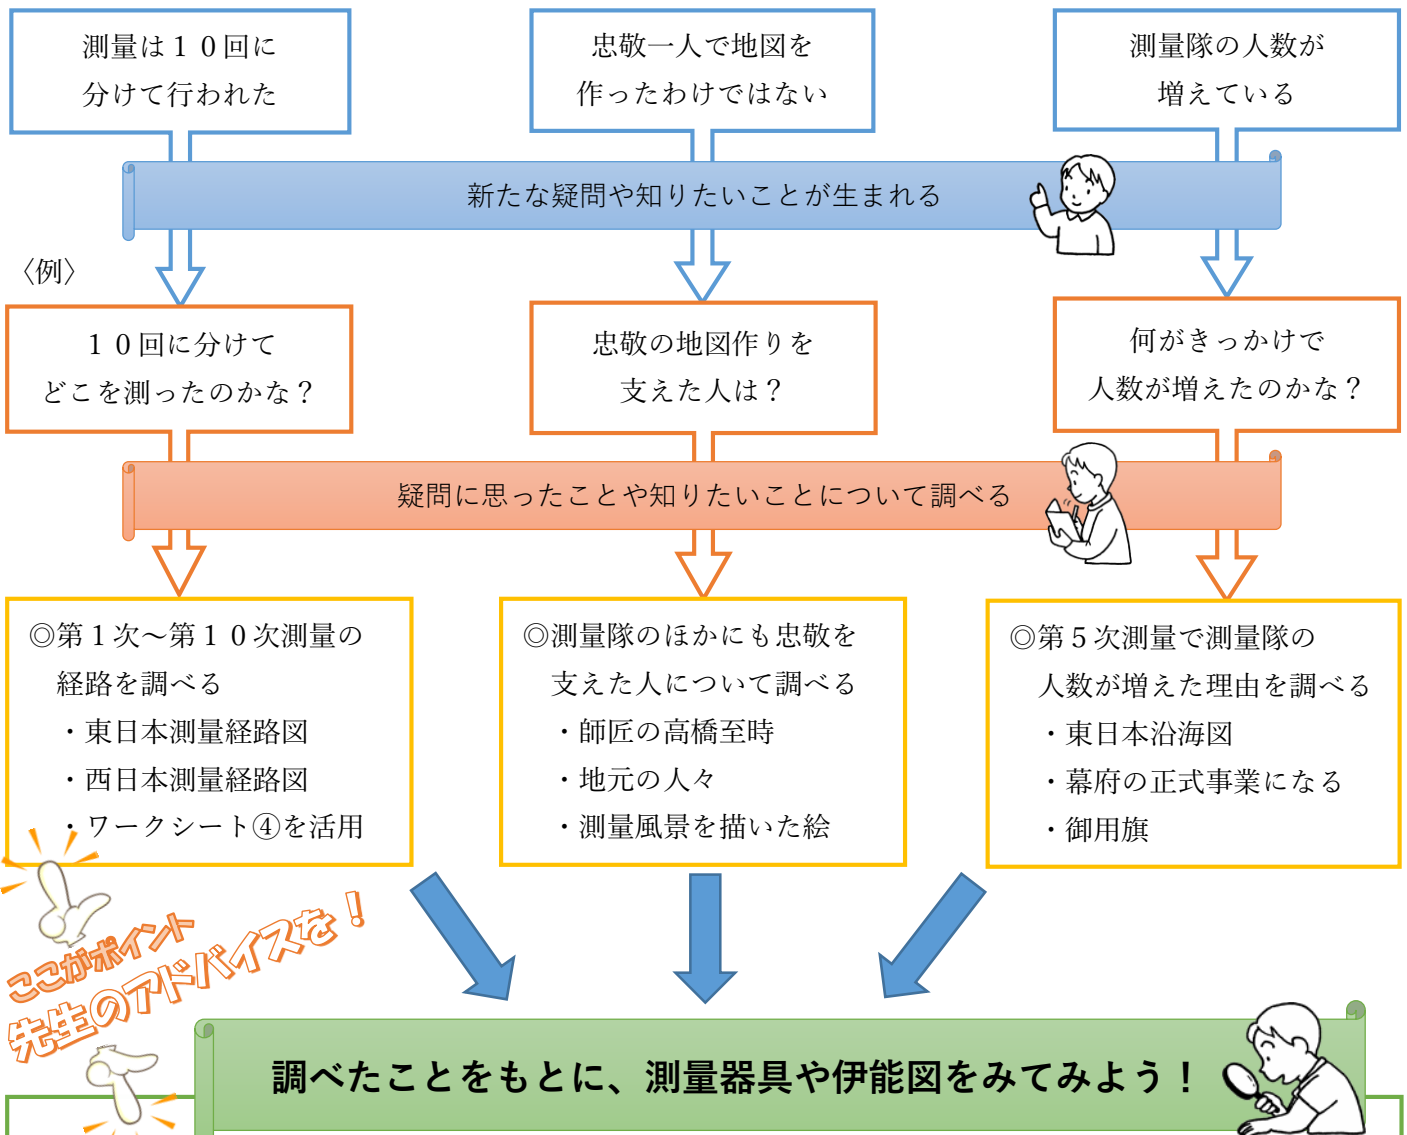 測量は１０回に
分けて行われた
忠敬一人で地図を
作ったわけではない
測量隊の人数が
増えている
新たな疑問や知りたいことが生まれる
〈例〉
１０回に分けて
どこを測ったのかな？
忠敬の地図作りを
支えた人は？
何がきっかけで
人数が増えたのかな？
疑問に思ったことや知りたいことについて調べる
◎第１次～第１０次測量の
経路を調べる
・東日本測量経路図
・西日本測量経路図
・ワークシート④を活用
◎測量隊のほかにも忠敬を
支えた人について調べる
・師匠の高橋至時
・地元の人々
・測量風景を描いた絵
◎第５次測量で測量隊の
人数が増えた理由を調べる
・東日本沿海図
・幕府の正式事業になる
・御用旗
ここがポイント
先生のアドバイスを！
調べたことをもとに、測量器具や伊能図をみてみよう！